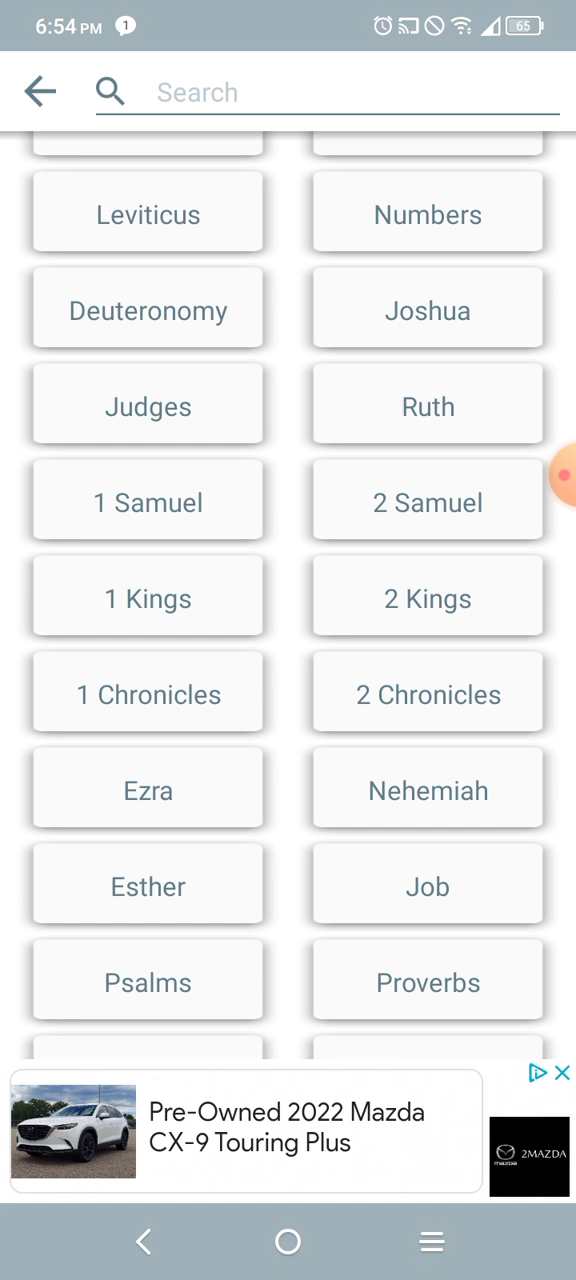 6:54 PM 1 65
Search
Leviticus Numbers
Deuteronomy Joshua
Judges Ruth
1 Samuel 2 Samuel
1 Kings 2 Kings
1 Chronicles 2 Chronicles
Ezra Nehemiah
Esther Job
Psalms Proverbs
Pre-Owned 2022 Mazda
CX-9 Touring Plus
mazda 2MAZDA